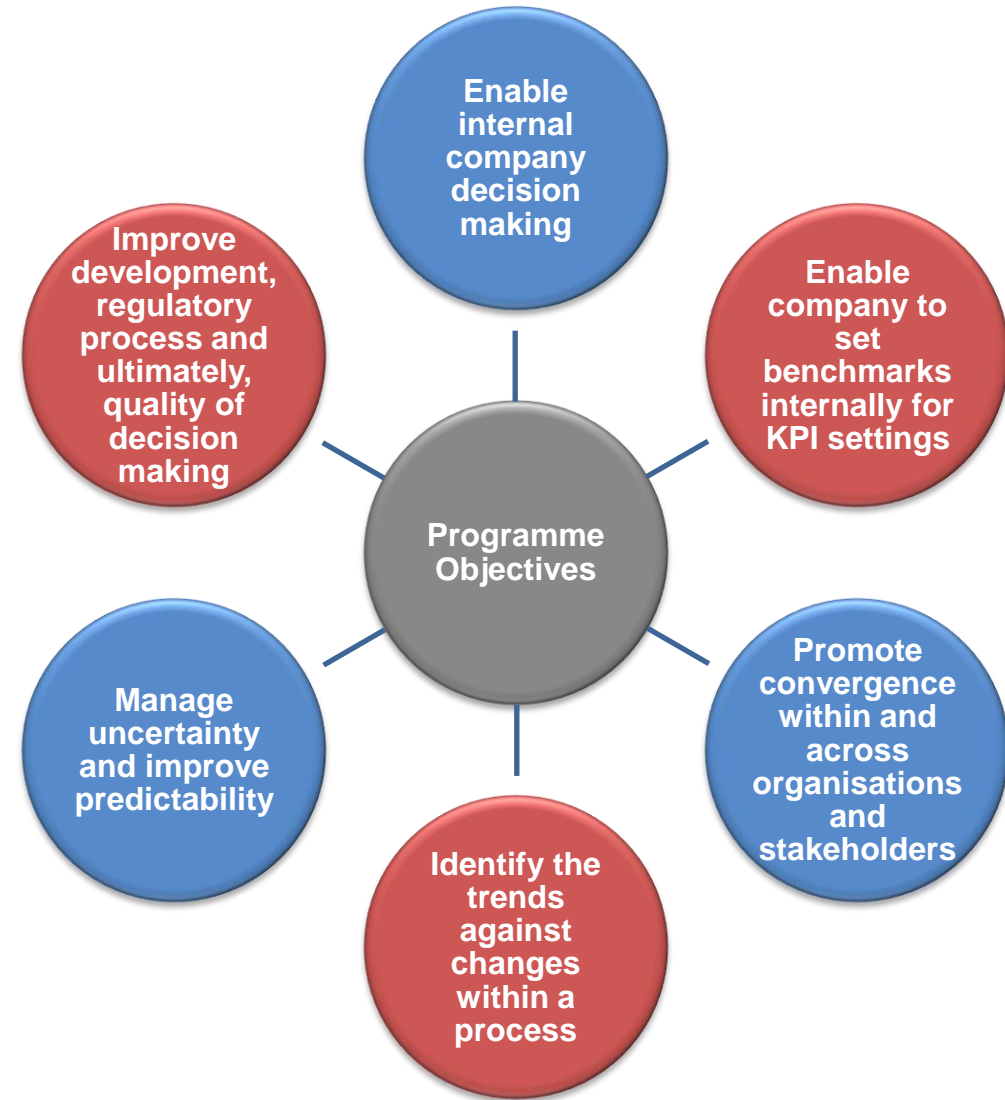 Enable
internal
company
decision
making
Improve
development,
regulatory
process and
ultimately,
quality of
decision
making
Enable
company to
set
benchmarks
internally for
KPI settings
Programme
Objectives
Manage
uncertainty
and improve
predictability
Promote
convergence
within and
across
organisations
and
stakeholders
Identify the
trends
against
changes
within a
process